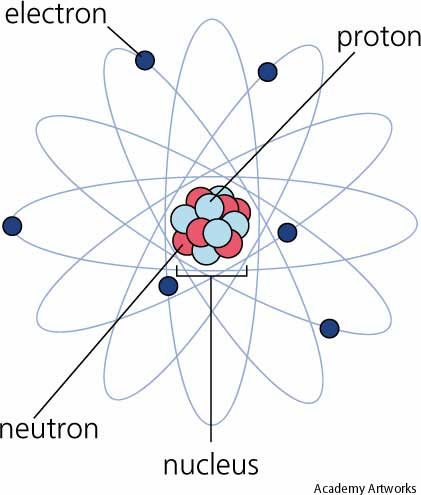 electron
proton
neutron
nucleus
Academy Artworks